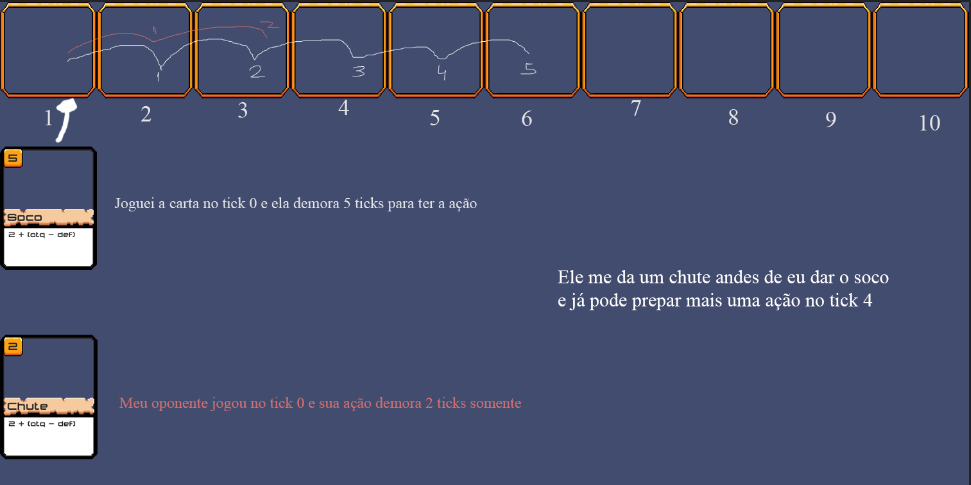 1 2
1 2 3 4 5
1 2 3 4 5 6 7 8 9 10
5
Soco
2 + (atq - def)
Joguei a carta no tick 0 e ela demora 5 ticks para ter a ação
Ele me da um chute andes de eu dar o soco
e já pode prepar mais uma ação no tick 4
2
Chute
2 + (atq - def)
Meu oponente jogou no tick 0 e sua ação demora 2 ticks somente